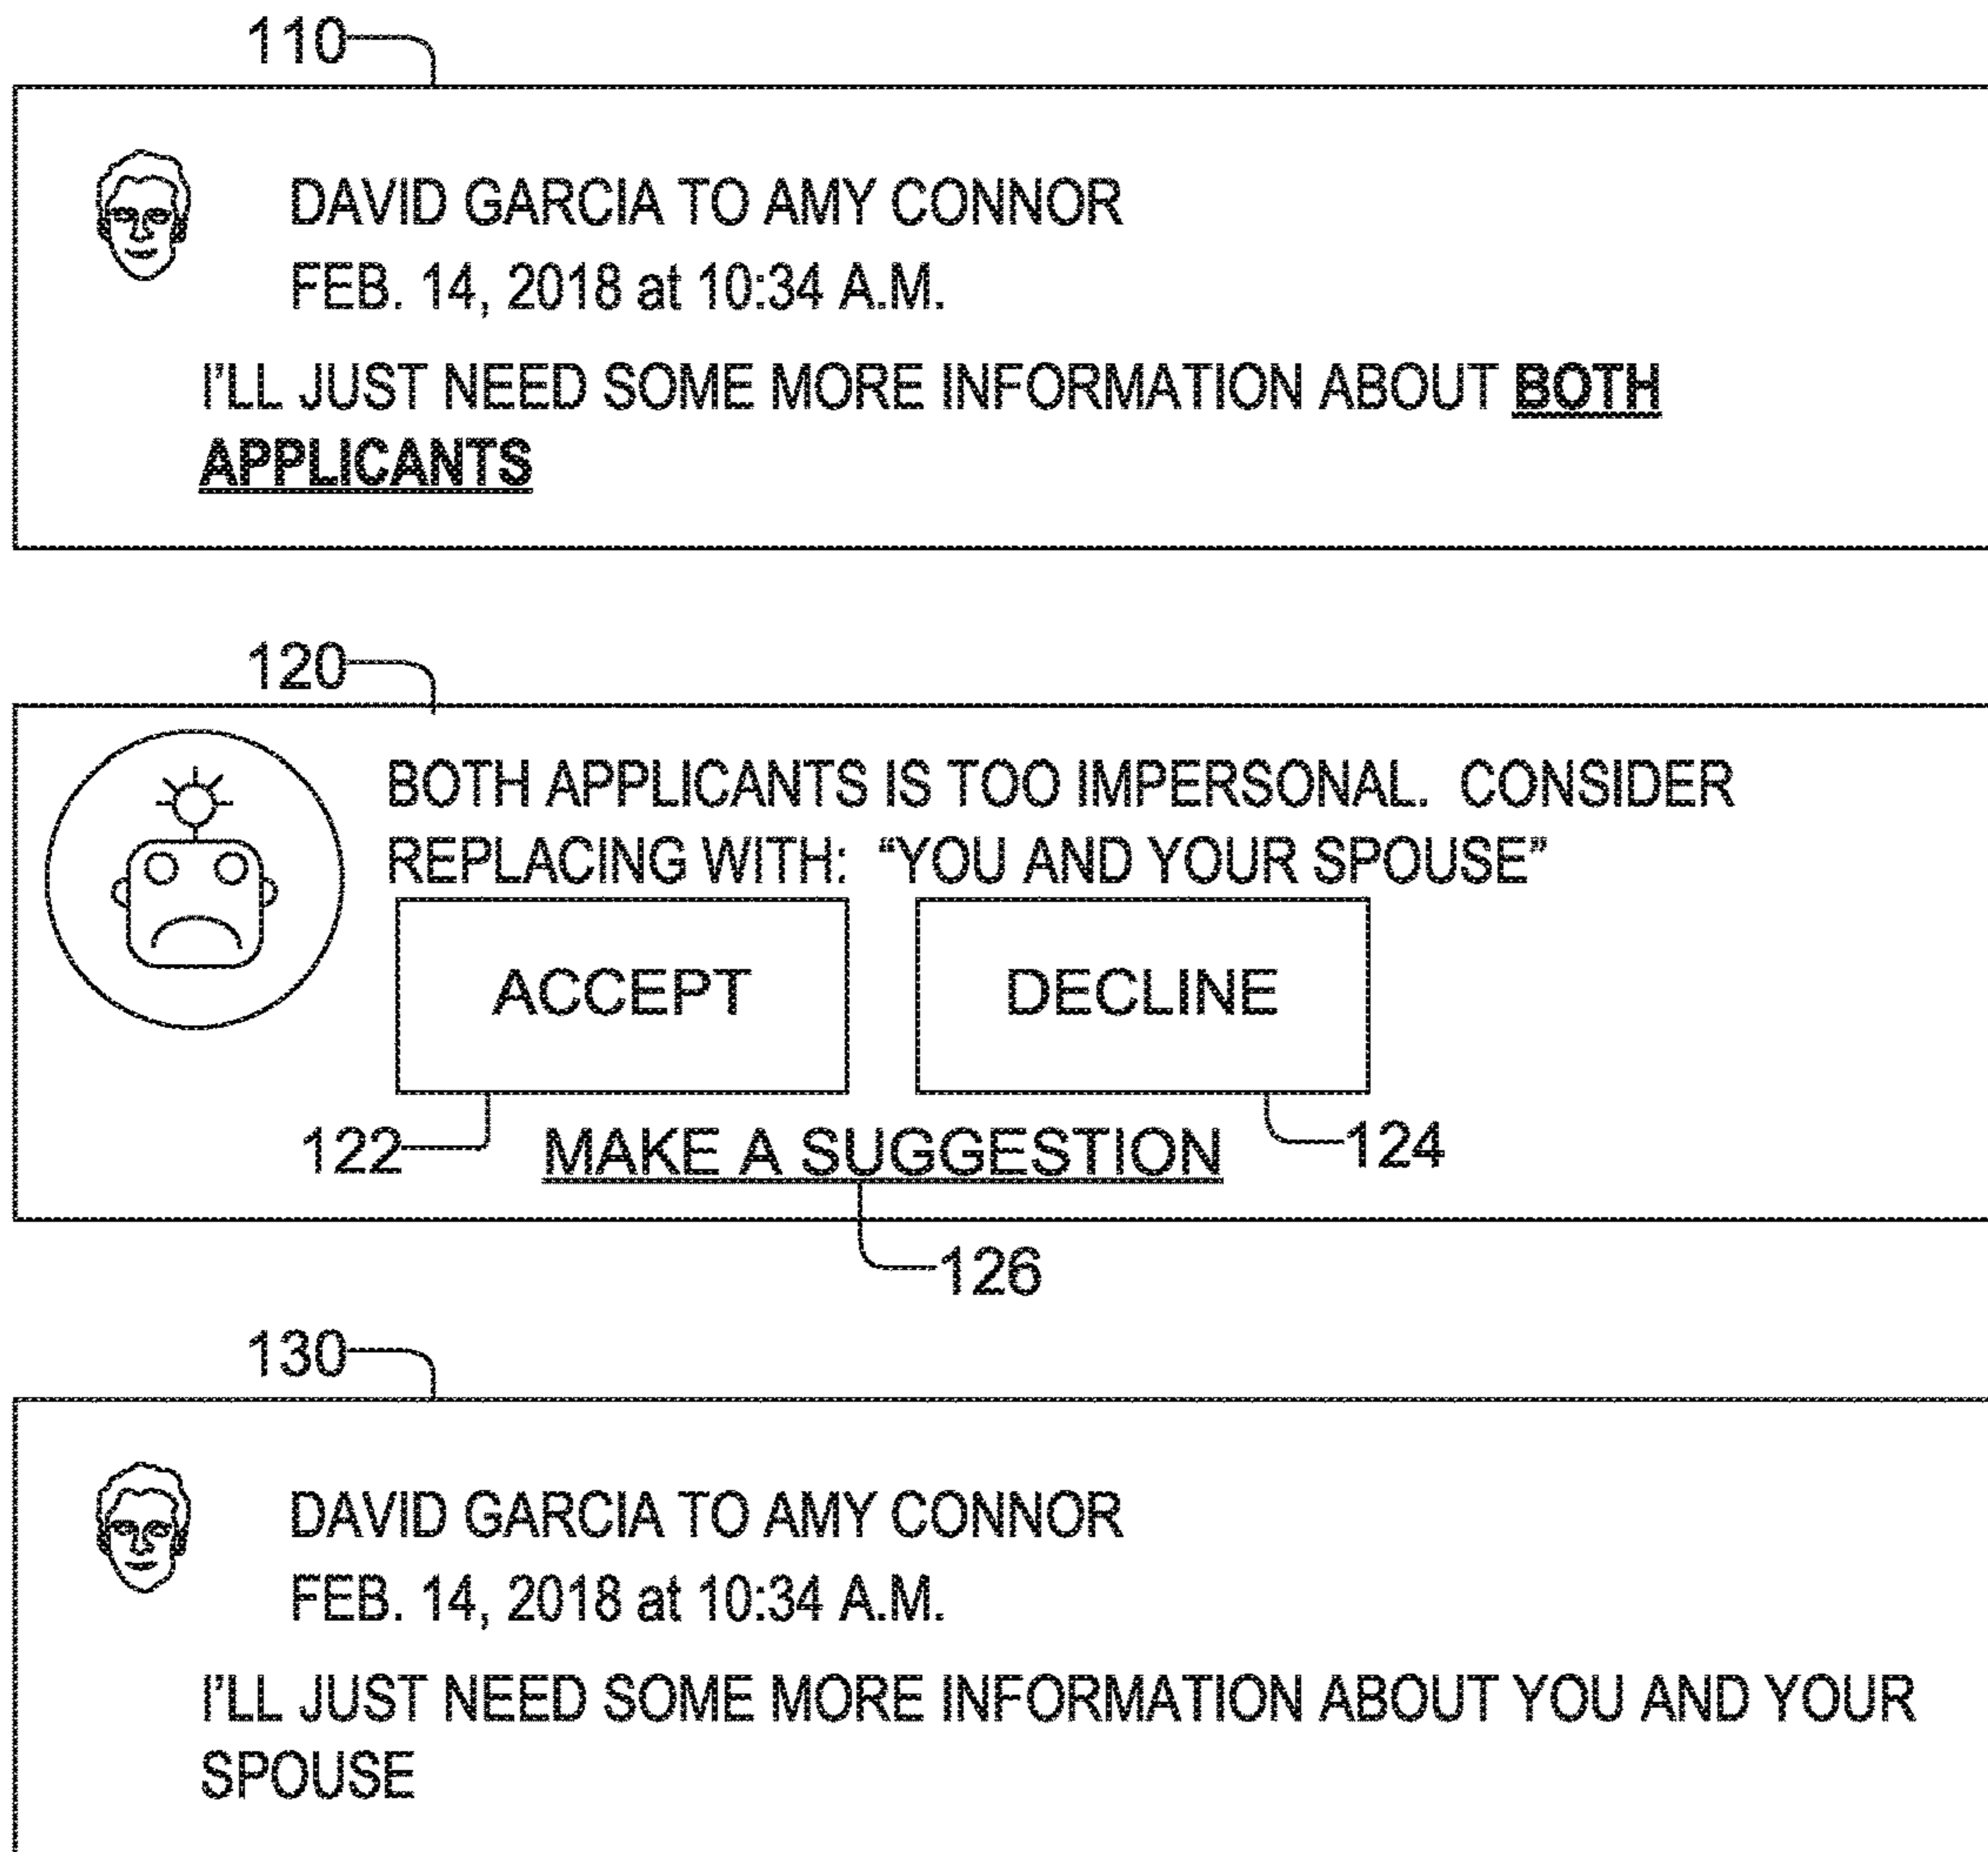 110
DAVID GARCIA TO AMY CONNOR
FEB. 14, 2018 at 10:34 A.M.
I'LL JUST NEED SOME MORE INFORMATION ABOUT BOTH
APPLICANTS
120
BOTH APPLICANTS IS TOO IMPERSONAL. CONSIDER
REPLACING WITH: “YOU AND YOUR SPOUSE”
ACCEPT DECLINE
122 MAKE A SUGGESTION 124
126
130
DAVID GARCIA TO AMY CONNOR
FEB. 14, 2018 at 10:34 A.M.
I'LL JUST NEED SOME MORE INFORMATION ABOUT YOU AND YOUR
SPOUSE